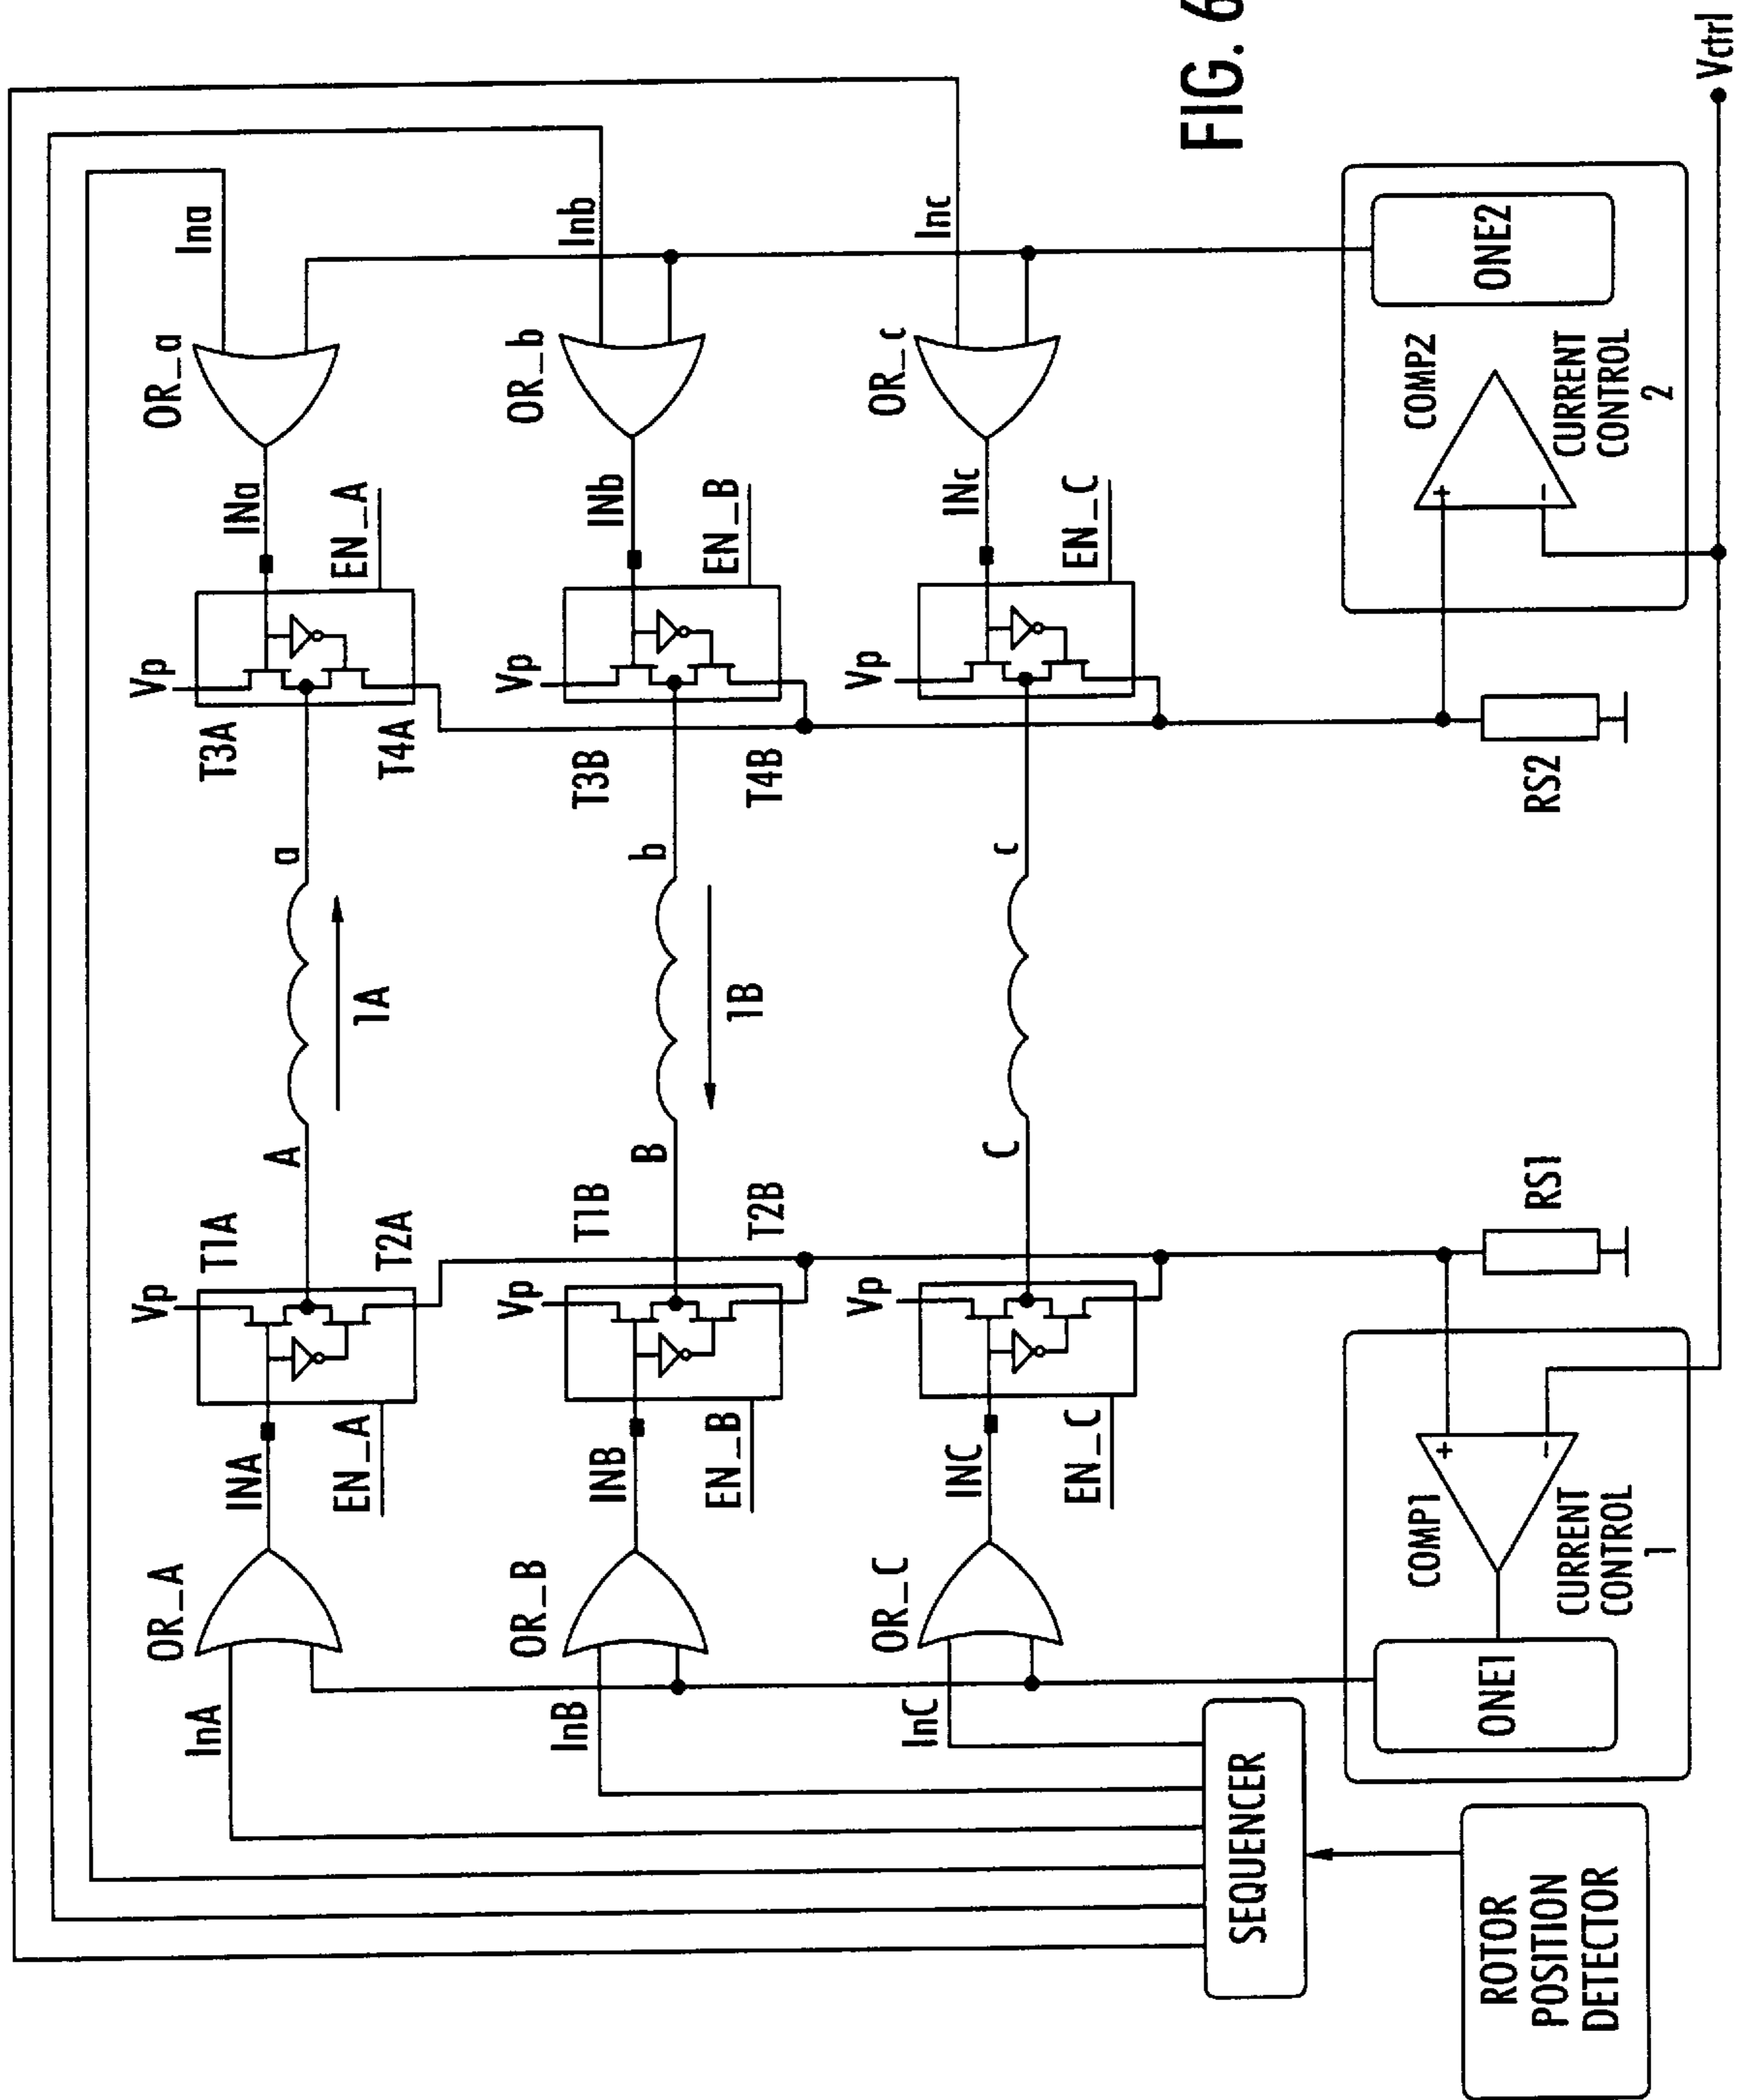 FIG. 6
Vctrl
Ina
Inb
Inc
OR_a
OR_b
OR_c
INa
INb
INc
EN_A
EN_B
EN_C
Vp
Vp
Vp
T3A
T4A
T3B
T4B
ONE2
COMP2
+
-
CURRENT
CONTROL
2
RS2
a
b
c
1A
1B
A
B
C
T1A
T2A
T1B
T2B
RS1
Vp
Vp
Vp
INA
INB
INC
EN_A
EN_B
EN_C
OR_A
OR_B
OR_C
InA
InB
InC
COMP1
+
-
CURRENT
CONTROL
1
ONE1
SEQUENCER
ROTOR
POSITION
DETECTOR